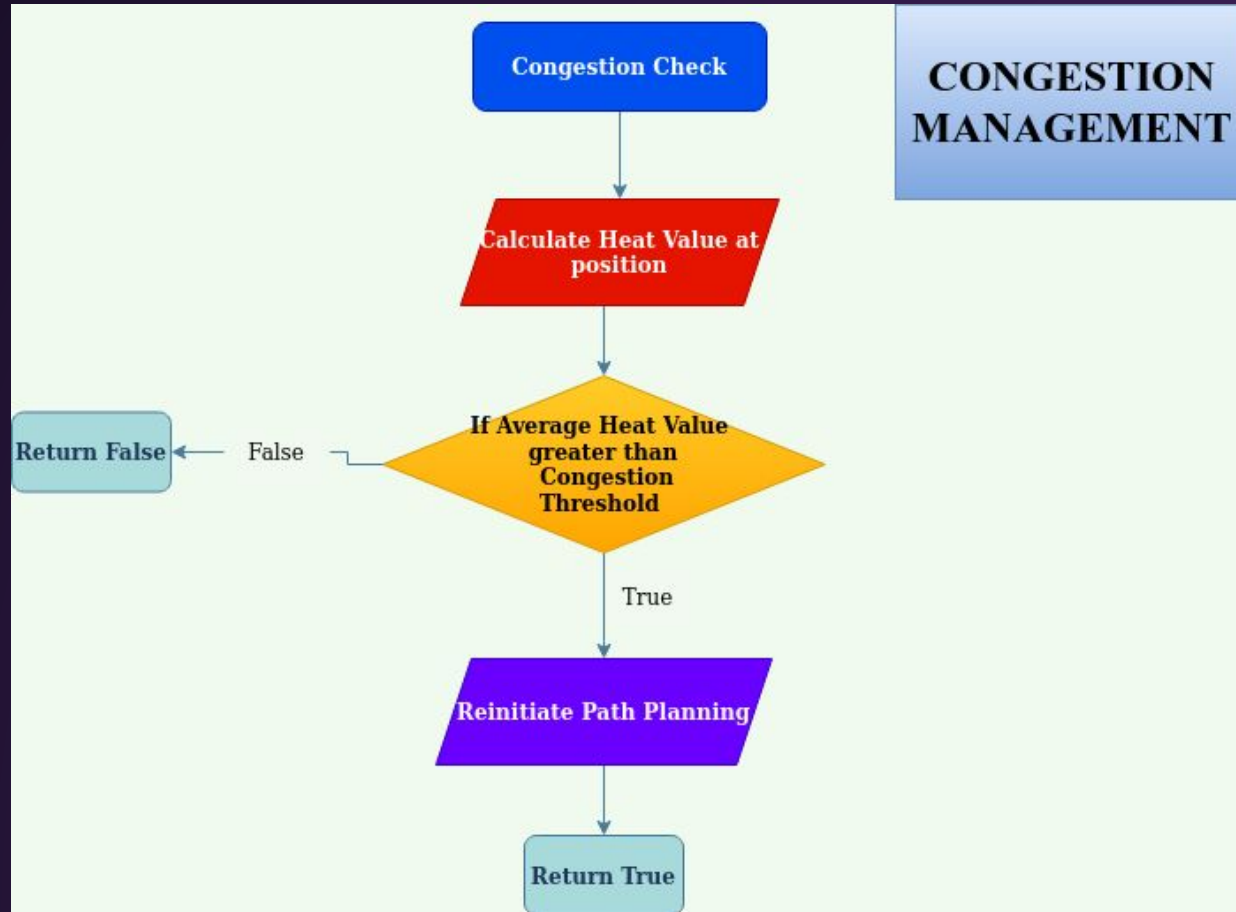 Congestion Check
CONGESTION
MANAGEMENT
Calculate Heat Value at
position
If Average Heat Value
greater than
Congestion
Threshold
Return False
False
True
Reinitiate Path Planning
Return True